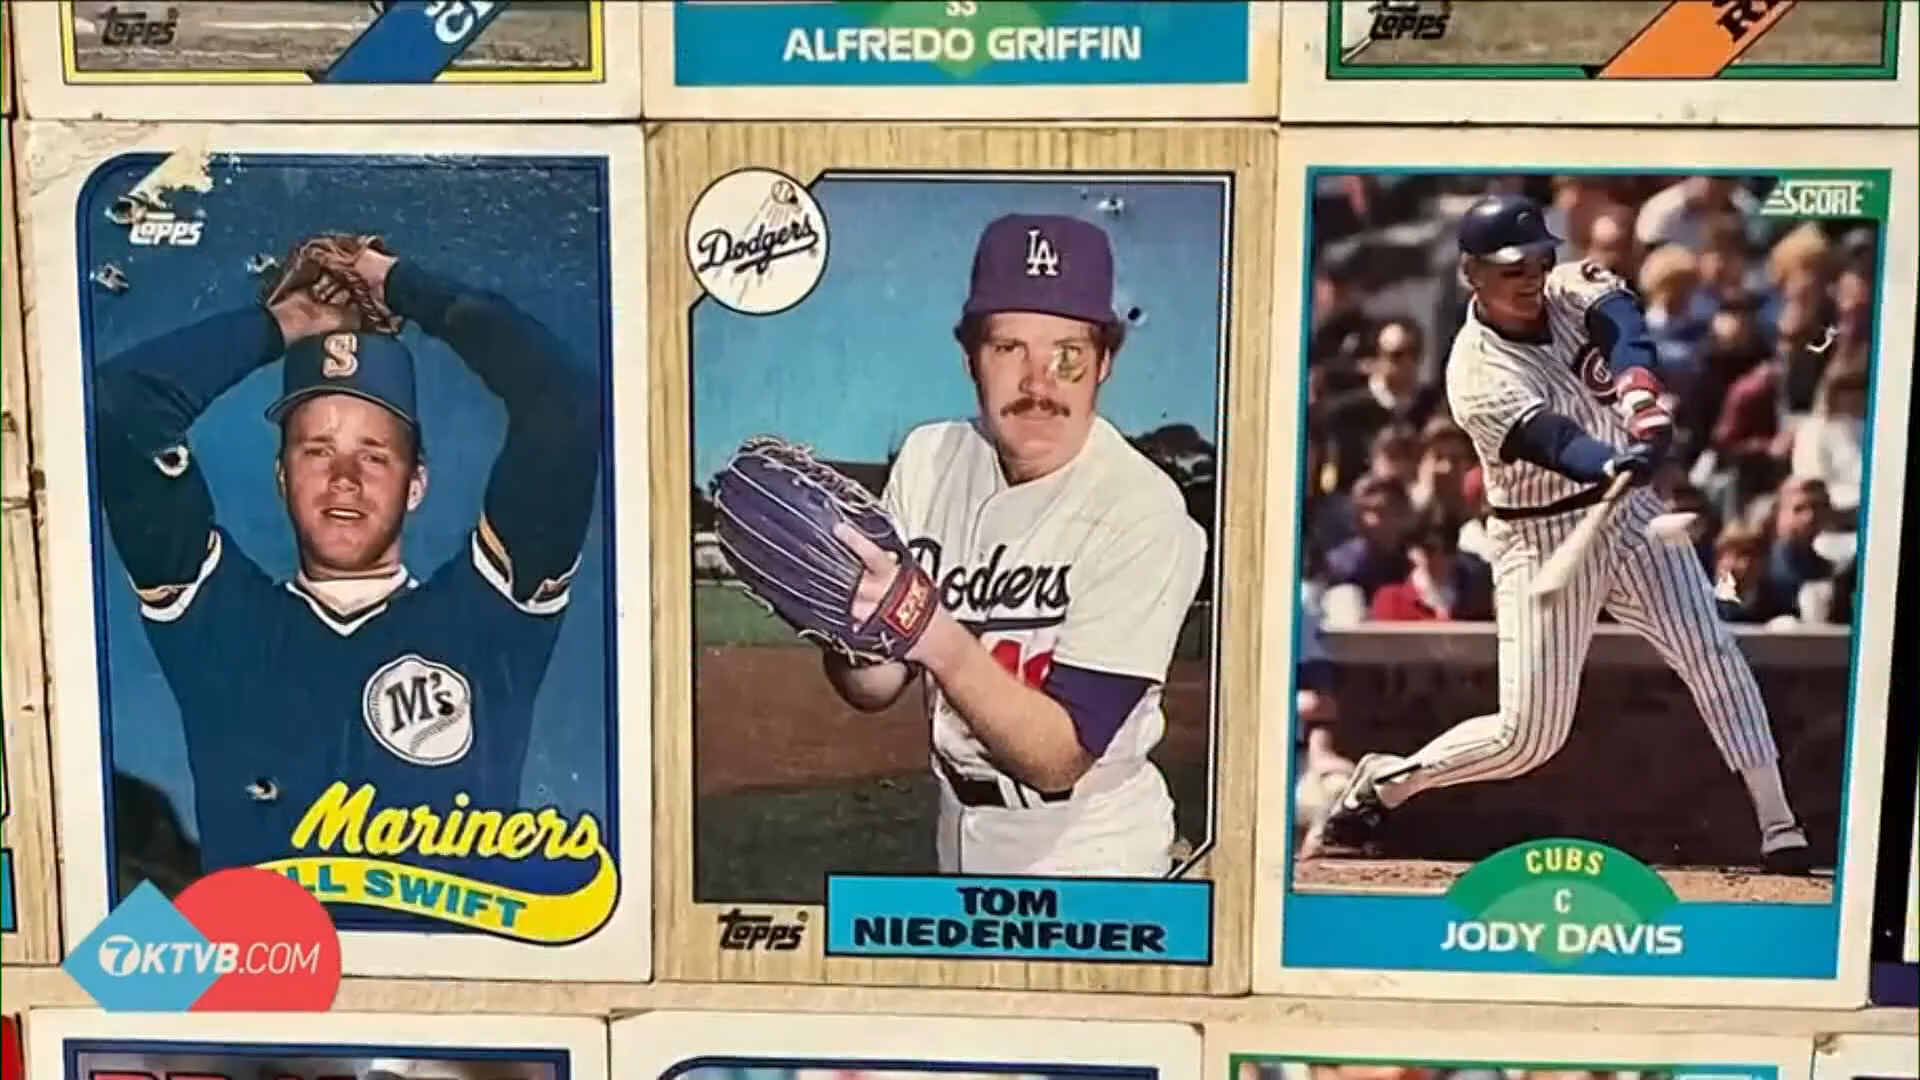 Topps
SS
ALFREDO GRIFFIN
Topps
Topps
S
M's
Mariners
LL SWIFT
Dodgers
LA
Dodgers
TOM
NIEDENFUER
Topps
SCORE
CUBS
C
JODY DAVIS
7KTVB.COM